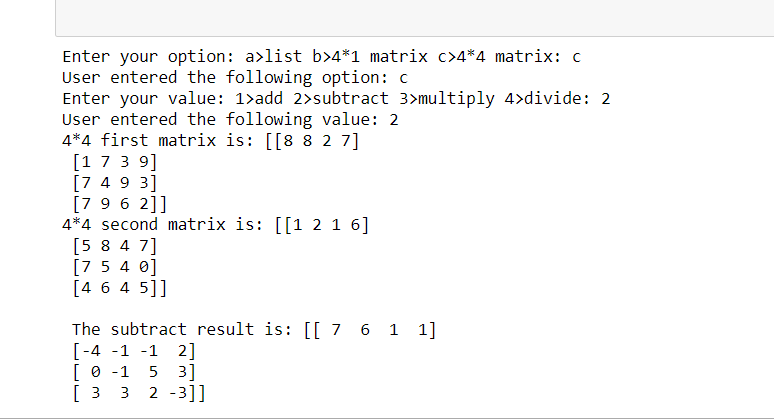 Enter your option: a>list b>4*1 matrix c>4*4 matrix: c
User entered the following option: c
Enter your value: 1>add 2>subtract 3>multiply 4>divide: 2
User entered the following value: 2
4*4 first matrix is: [[8 8 2 7]
 [1 7 3 9]
 [7 4 9 3]
 [7 9 6 2]]
4*4 second matrix is: [[1 2 1 6]
 [5 8 4 7]
 [7 5 4 0]
 [4 6 4 5]]
 The subtract result is: [[ 7  6  1  1]
 [-4 -1 -1  2]
 [ 0 -1  5  3]
 [ 3  3  2 -3]]